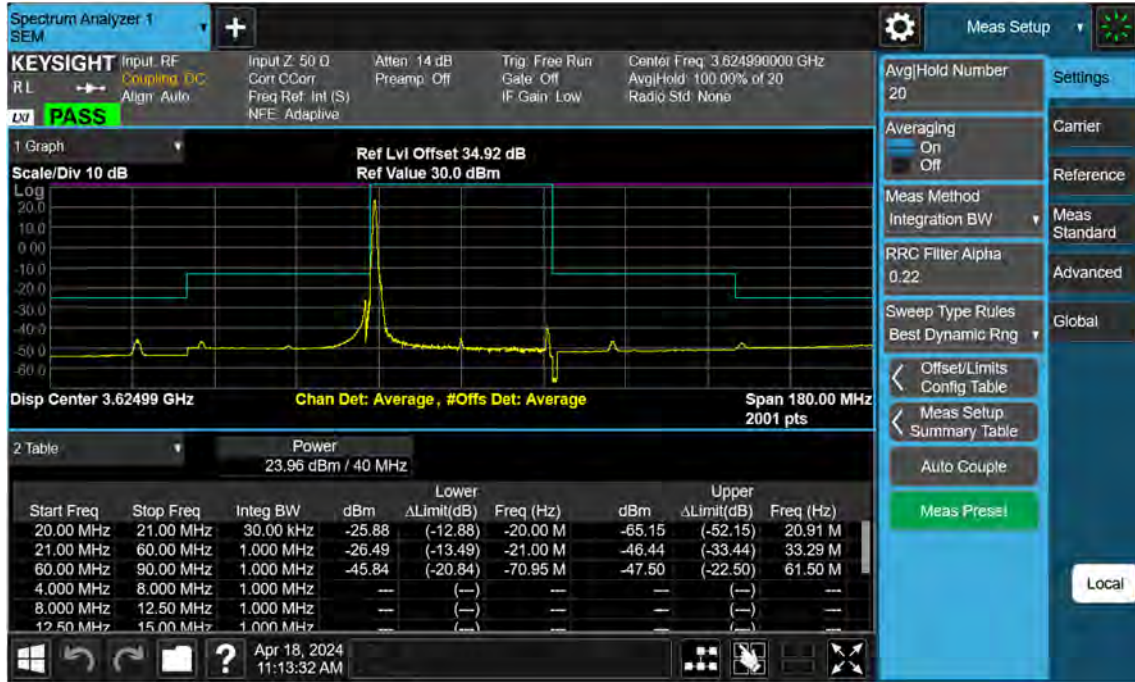 Spectrum Analyzer 1
SEM
+
Meas Setup
KEYSIGHT
RL
LXI
PASS
Input: RF
Coupling: DC
Align: Auto
Input Z: 50 Ω
Corr CCorr
Freq Ref: Int (S)
NFE: Adaptive
Atten: 14 dB
Preamp: Off
Trig: Free Run
Gate: Off
IF Gain: Low
Center Freq: 3.624990000 GHz
Avg|Hold: 100.00% of 20
Radio Std: None
1 Graph
Scale/Div 10 dB
Ref Lvl Offset 34.92 dB
Ref Value 30.0 dBm
Log
20.0
10.0
0.00
-10.0
-20.0
-30.0
-40.0
-50.0
-60.0
Disp Center 3.62499 GHz
Chan Det: Average, #Offs Det: Average
Span 180.00 MHz
2001 pts
2 Table
Power
23.96 dBm / 40 MHz
Lower Upper
Start Freq Stop Freq Integ BW dBm ΔLimit(dB) Freq (Hz) dBm ΔLimit(dB) Freq (Hz)
20.00 MHz 21.00 MHz 30.00 kHz -25.88 (-12.88) -20.00 M -65.15 (-52.15) 20.91 M
21.00 MHz 60.00 MHz 1.000 MHz -26.49 (-13.49) -21.00 M -46.44 (-33.44) 33.29 M
60.00 MHz 90.00 MHz 1.000 MHz -45.84 (-20.84) -70.95 M -47.50 (-22.50) 61.50 M
4.000 MHz 8.000 MHz 1.000 MHz --- (---) --- --- (---) ---
8.000 MHz 12.50 MHz 1.000 MHz --- (---) --- --- (---) ---
12.50 MHz 15.00 MHz 1.000 MHz --- (---) --- --- (---) ---
?
Apr 18, 2024
11:13:32 AM
Avg|Hold Number
20
Averaging
On
Off
Meas Method
Integration BW
RRC Filter Alpha
0.22
Sweep Type Rules
Best Dynamic Rng
Offset/Limits
Config Table
Meas Setup
Summary Table
Auto Couple
Meas Preset
Settings
Carrier
Reference
Meas
Standard
Advanced
Global
Local